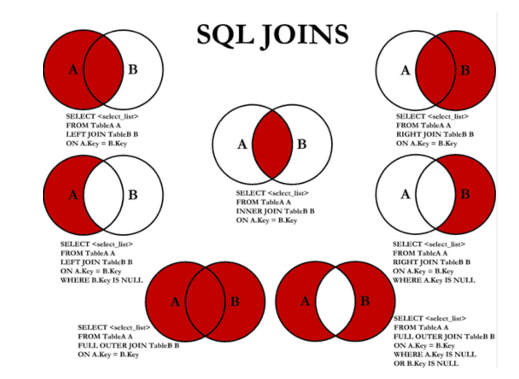 SQL JOINS
A B
SELECT <select_list>
FROM TableA A
LEFT JOIN TableB B
ON A.Key = B.Key
A B
SELECT <select_list>
FROM TableA A
RIGHT JOIN TableB B
ON A.Key = B.Key
A B
SELECT <select_list>
FROM TableA A
INNER JOIN TableB B
ON A.Key = B.Key
A B
SELECT <select_list>
FROM TableA A
LEFT JOIN TableB B
ON A.Key = B.Key
WHERE B.Key IS NULL
A B
SELECT <select_list>
FROM TableA A
RIGHT JOIN TableB B
ON A.Key = B.Key
WHERE A.Key IS NULL
A B
SELECT <select_list>
FROM TableA A
FULL OUTER JOIN TableB B
ON A.Key = B.Key
A B
SELECT <select_list>
FROM TableA A
FULL OUTER JOIN TableB B
ON A.Key = B.Key
WHERE A.Key IS NULL
OR B.Key IS NULL